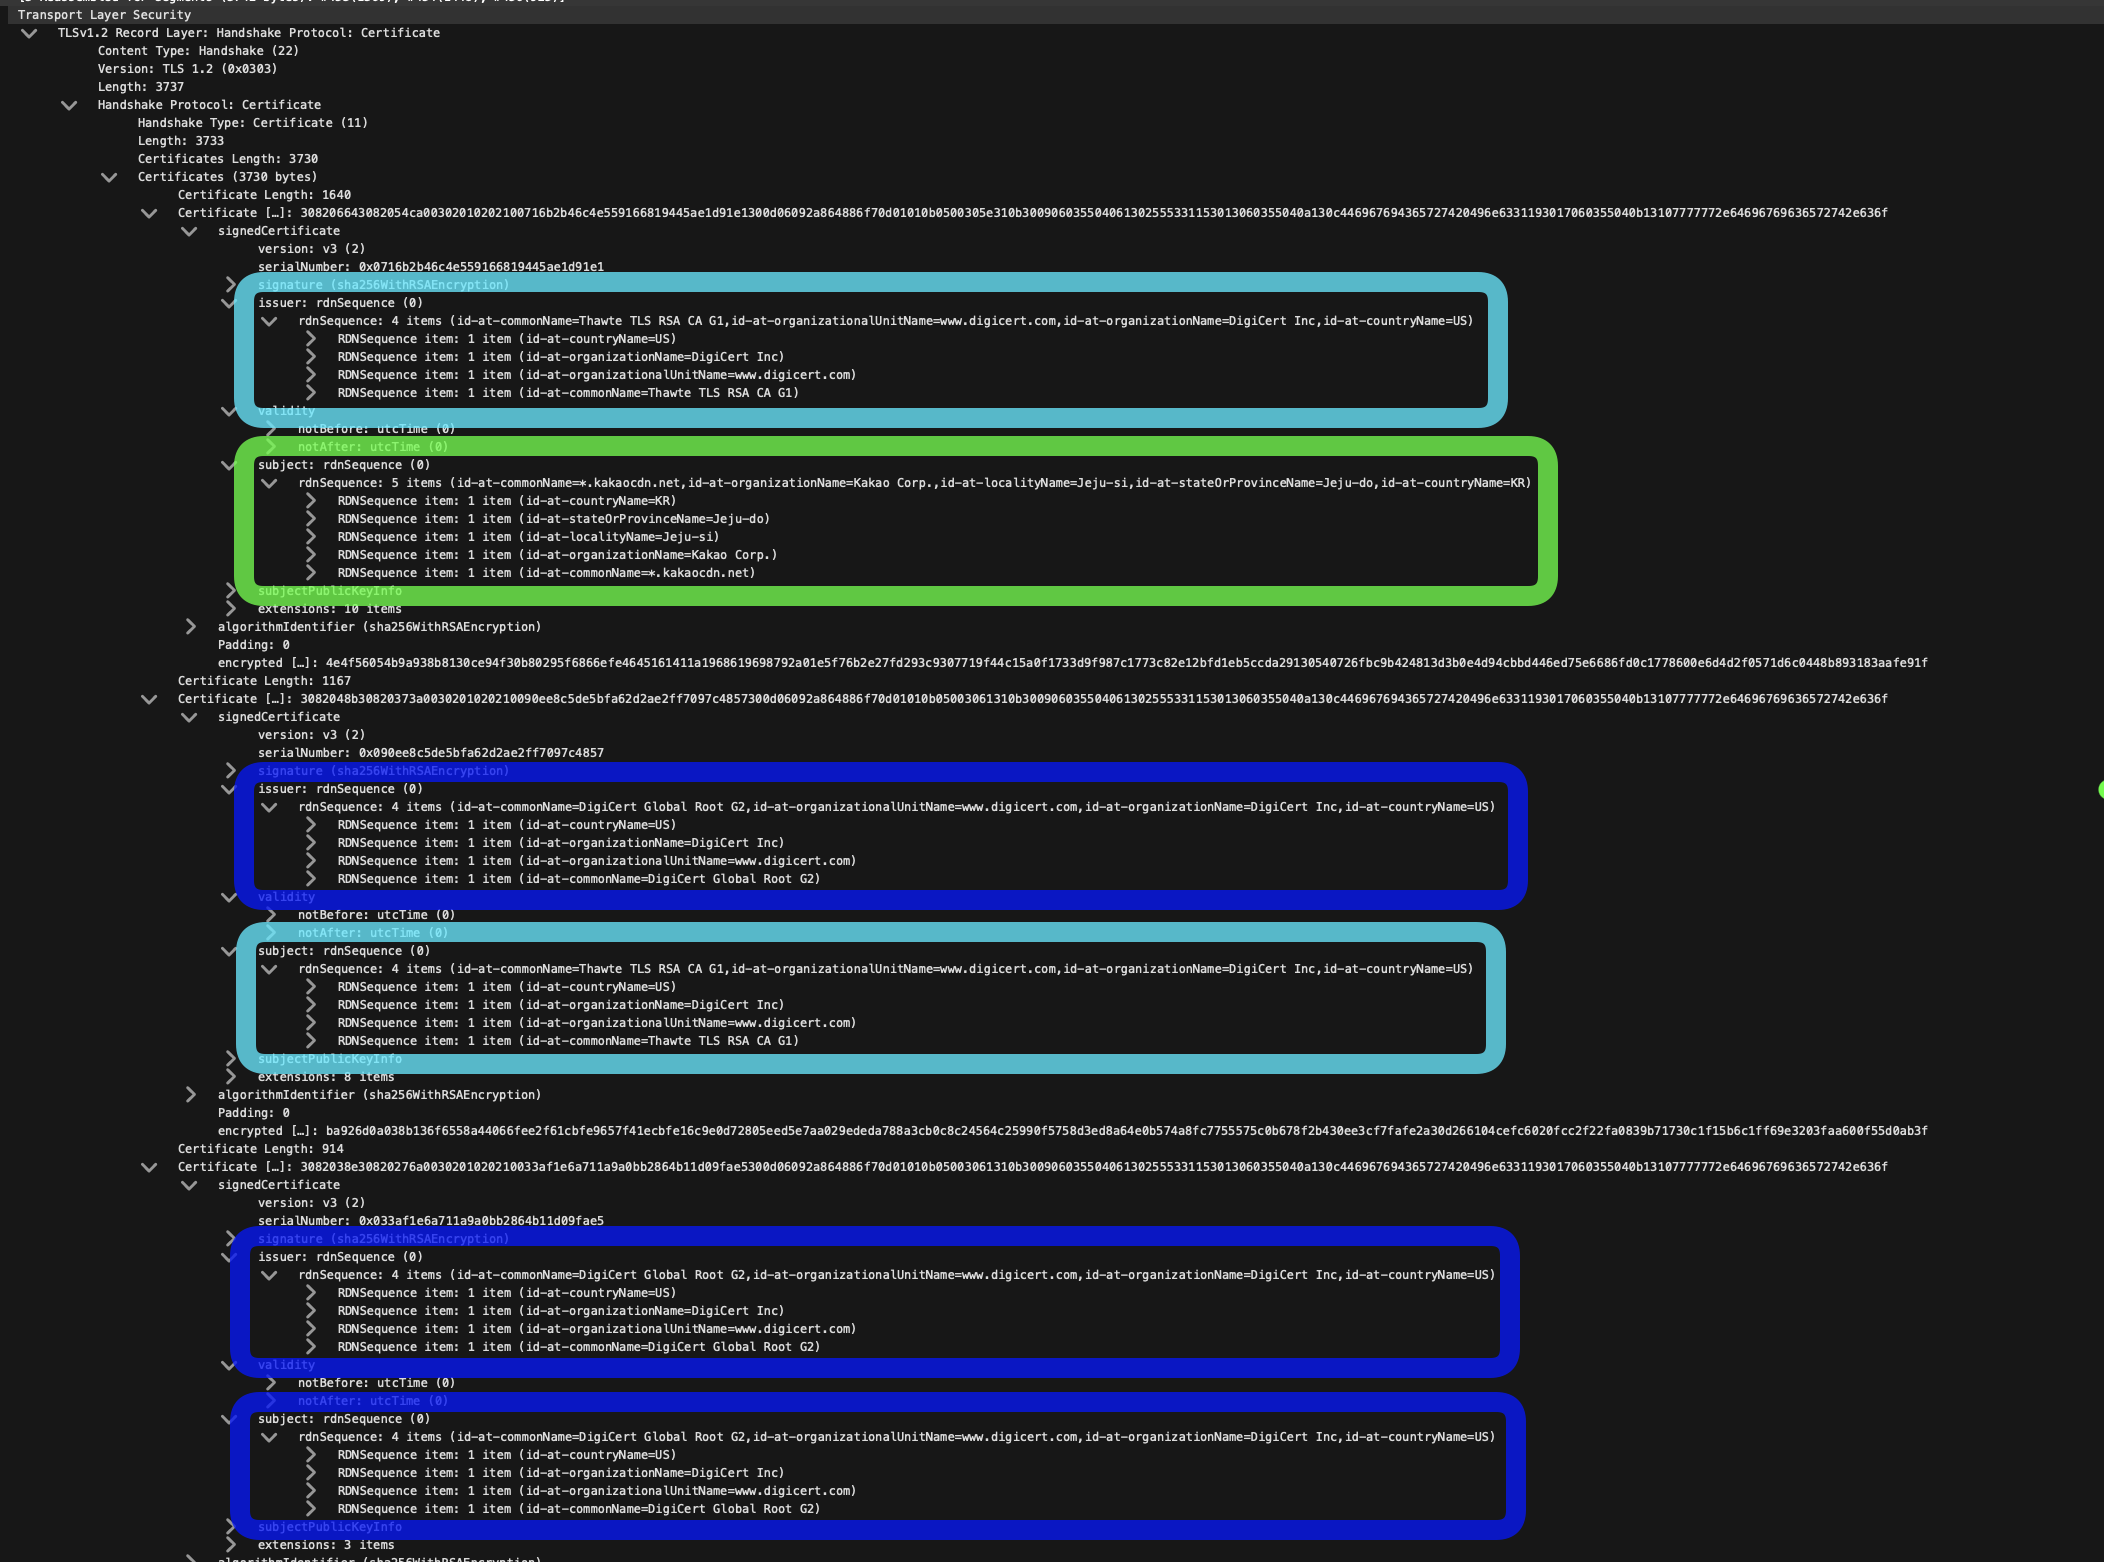 Transport Layer Security
TLSv1.2 Record Layer: Handshake Protocol: Certificate
Content Type: Handshake (22)
Version: TLS 1.2 (0x0303)
Length: 3737
Handshake Protocol: Certificate
Handshake Type: Certificate (11)
Length: 3733
Certificates Length: 3730
Certificates (3730 bytes)
Certificate Length: 1640
Certificate […]: 308206643082054ca00302010202100716b2b46c4e559166819445ae1d91e1300d06092a864886f70d01010b0500305e310b300906035504061302555331153013060355040a130c446967694365727420496e6331193017060355040b13107777772e64696769636572742e636f
signedCertificate
version: v3 (2)
serialNumber: 0x0716b2b46c4e559166819445ae1d91e1
signature (sha256WithRSAEncryption)
issuer: rdnSequence (0)
rdnSequence: 4 items (id-at-commonName=Thawte TLS RSA CA G1,id-at-organizationalUnitName=www.digicert.com,id-at-organizationName=DigiCert Inc,id-at-countryName=US)
RDNSequence item: 1 item (id-at-countryName=US)
RDNSequence item: 1 item (id-at-organizationName=DigiCert Inc)
RDNSequence item: 1 item (id-at-organizationalUnitName=www.digicert.com)
RDNSequence item: 1 item (id-at-commonName=Thawte TLS RSA CA G1)
validity
notBefore: utcTime (0)
notAfter: utcTime (0)
subject: rdnSequence (0)
rdnSequence: 5 items (id-at-commonName=*.kakaocdn.net,id-at-organizationName=Kakao Corp.,id-at-localityName=Jeju-si,id-at-stateOrProvinceName=Jeju-do,id-at-countryName=KR)
RDNSequence item: 1 item (id-at-countryName=KR)
RDNSequence item: 1 item (id-at-stateOrProvinceName=Jeju-do)
RDNSequence item: 1 item (id-at-localityName=Jeju-si)
RDNSequence item: 1 item (id-at-organizationName=Kakao Corp.)
RDNSequence item: 1 item (id-at-commonName=*.kakaocdn.net)
subjectPublicKeyInfo
extensions: 10 items
algorithmIdentifier (sha256WithRSAEncryption)
Padding: 0
encrypted […]: 4e4f56054b9a938b8130ce94f30b80295f6866efe4645161411a1968619698792a01e5f76b2e27fd293c9307719f44c15a0f1733d9f987c1773c82e12bfd1eb5ccda29130540726fbc9b424813d3b0e4d94cbbd446ed75e6686fd0c1778600e6d4d2f0571d6c0448b893183aafe91f
Certificate Length: 1167
Certificate […]: 3082048b30820373a0030201020210090ee8c5de5bfa62d2ae2ff7097c4857300d06092a864886f70d01010b05003061310b300906035504061302555331153013060355040a130c446967694365727420496e6331193017060355040b13107777772e64696769636572742e636f
signedCertificate
version: v3 (2)
serialNumber: 0x090ee8c5de5bfa62d2ae2ff7097c4857
signature (sha256WithRSAEncryption)
issuer: rdnSequence (0)
rdnSequence: 4 items (id-at-commonName=DigiCert Global Root G2,id-at-organizationalUnitName=www.digicert.com,id-at-organizationName=DigiCert Inc,id-at-countryName=US)
RDNSequence item: 1 item (id-at-countryName=US)
RDNSequence item: 1 item (id-at-organizationName=DigiCert Inc)
RDNSequence item: 1 item (id-at-organizationalUnitName=www.digicert.com)
RDNSequence item: 1 item (id-at-commonName=DigiCert Global Root G2)
validity
notBefore: utcTime (0)
notAfter: utcTime (0)
subject: rdnSequence (0)
rdnSequence: 4 items (id-at-commonName=Thawte TLS RSA CA G1,id-at-organizationalUnitName=www.digicert.com,id-at-organizationName=DigiCert Inc,id-at-countryName=US)
RDNSequence item: 1 item (id-at-countryName=US)
RDNSequence item: 1 item (id-at-organizationName=DigiCert Inc)
RDNSequence item: 1 item (id-at-organizationalUnitName=www.digicert.com)
RDNSequence item: 1 item (id-at-commonName=Thawte TLS RSA CA G1)
subjectPublicKeyInfo
extensions: 8 items
algorithmIdentifier (sha256WithRSAEncryption)
Padding: 0
encrypted […]: ba926d0a038b136f6558a44066fee2f61cbfe9657f41ecbfe16c9e0d72805eed5e7aa029ededa788a3cb0c8c24564c25990f5758d3ed8a64e0b574a8fc7755575c0b678f2b430ee3cf7fafe2a30d266104cefc6020fcc2f22fa0839b71730c1f15b6c1ff69e3203faa600f55d0ab3f
Certificate Length: 914
Certificate […]: 3082038e30820276a0030201020210033af1e6a711a9a0bb2864b11d09fae5300d06092a864886f70d01010b05003061310b300906035504061302555331153013060355040a130c446967694365727420496e6331193017060355040b13107777772e64696769636572742e636f
signedCertificate
version: v3 (2)
serialNumber: 0x033af1e6a711a9a0bb2864b11d09fae5
signature (sha256WithRSAEncryption)
issuer: rdnSequence (0)
rdnSequence: 4 items (id-at-commonName=DigiCert Global Root G2,id-at-organizationalUnitName=www.digicert.com,id-at-organizationName=DigiCert Inc,id-at-countryName=US)
RDNSequence item: 1 item (id-at-countryName=US)
RDNSequence item: 1 item (id-at-organizationName=DigiCert Inc)
RDNSequence item: 1 item (id-at-organizationalUnitName=www.digicert.com)
RDNSequence item: 1 item (id-at-commonName=DigiCert Global Root G2)
validity
notBefore: utcTime (0)
notAfter: utcTime (0)
subject: rdnSequence (0)
rdnSequence: 4 items (id-at-commonName=DigiCert Global Root G2,id-at-organizationalUnitName=www.digicert.com,id-at-organizationName=DigiCert Inc,id-at-countryName=US)
RDNSequence item: 1 item (id-at-countryName=US)
RDNSequence item: 1 item (id-at-organizationName=DigiCert Inc)
RDNSequence item: 1 item (id-at-organizationalUnitName=www.digicert.com)
RDNSequence item: 1 item (id-at-commonName=DigiCert Global Root G2)
subjectPublicKeyInfo
extensions: 3 items
algorithmIdentifier (sha256WithRSAEncryption)